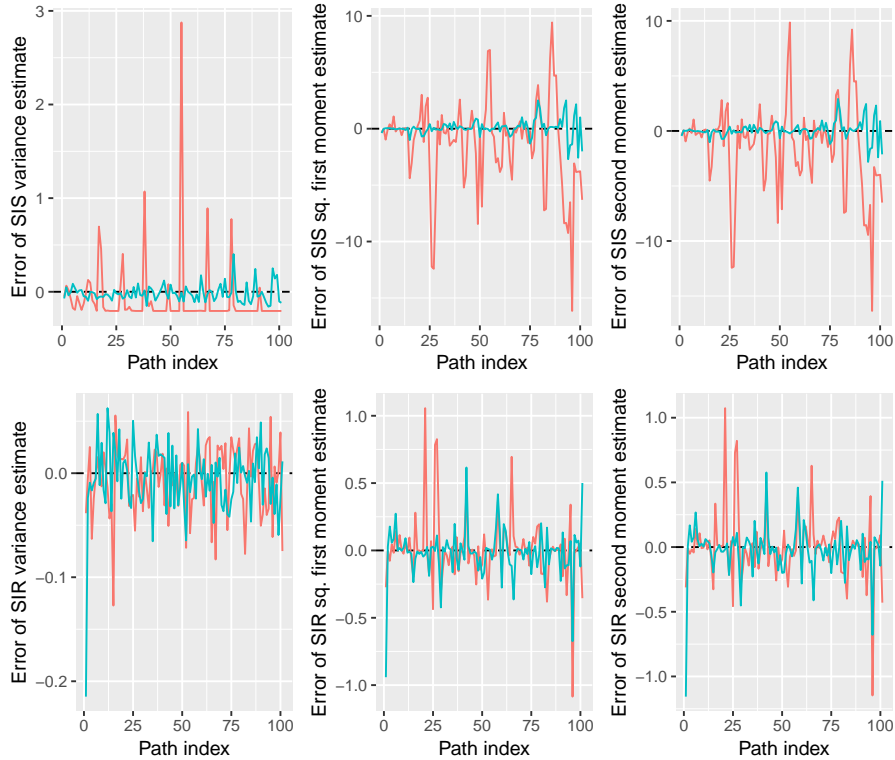 Error of SIS variance estimate
3
2
1
0
0 25 50 75 100
Path index
Error of SIS sq. first moment estimate
10
0
−10
0 25 50 75 100
Path index
Error of SIS second moment estimate
10
0
−10
0 25 50 75 100
Path index
Error of SIR variance estimate
0.0
−0.1
−0.2
0 25 50 75 100
Path index
Error of SIR sq. first moment estimate
1.0
0.5
0.0
−0.5
−1.0
0 25 50 75 100
Path index
Error of SIR second moment estimate
1.0
0.5
0.0
−0.5
−1.0
0 25 50 75 100
Path index